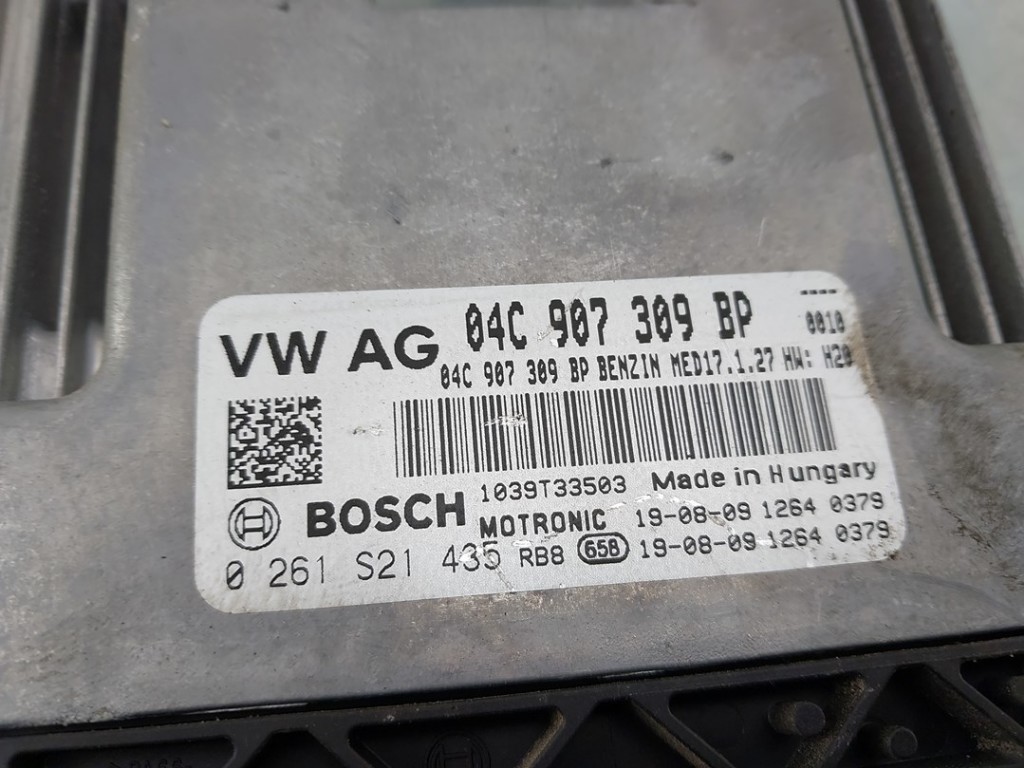 VW AG 04C 907 309 BP ----
0010
04C 907 309 BP BENZIN MED17.1.27 HW: H20
1039T33503 Made in Hungary
BOSCH MOTRONIC 19-08-09 1264 0379
0 261 S21 435 RB8 658 19-08-09 1264 0379